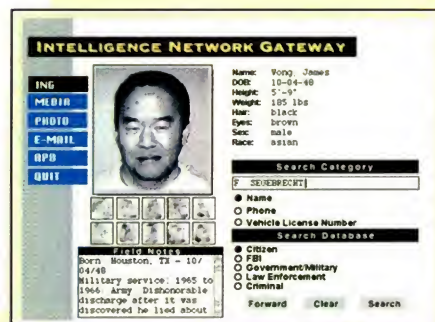 INTELLIGENCE NETWORK GATEWAY
ING
MEDIA
PHOTO
E-MAIL
APB
QUIT
Name: Vong, James
DOB: 10-04-48
Height: 5'-9"
Weight: 185 lbs
Hair: black
Eyes: brown
Sex: male
Race: asian
Search Category
F
Name
Phone
Vehicle License Number
Search Database
Citizen
FBI
Government/Military
Law Enforcement
Criminal
Forward Clear Search
Field Notes
Born Houston, TX - 10/
04/48
Military service: 1965 to
1966 Army Dishonorable
discharge after it was
discovered he lied about